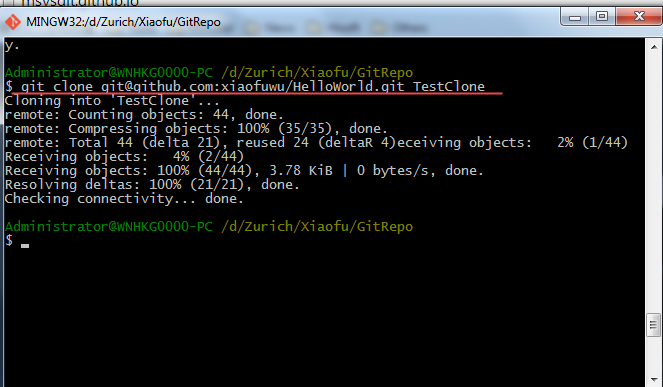 msysgit.github.io
MINGW32:/d/Zurich/Xiaofu/GitRepo
y.
Administrator@WNHKG0000-PC /d/Zurich/Xiaofu/GitRepo
$ git clone git@github.com:xiaofuwu/HelloWorld.git TestClone
Cloning into 'TestClone'...
remote: Counting objects: 44, done.
remote: Compressing objects: 100% (35/35), done.
remote: Total 44 (delta 21), reused 24 (deltaR 4)eceiving objects:   2% (1/44)
Receiving objects:   4% (2/44)
Receiving objects: 100% (44/44), 3.78 KiB | 0 bytes/s, done.
Resolving deltas: 100% (21/21), done.
Checking connectivity... done.
Administrator@WNHKG0000-PC /d/Zurich/Xiaofu/GitRepo
$